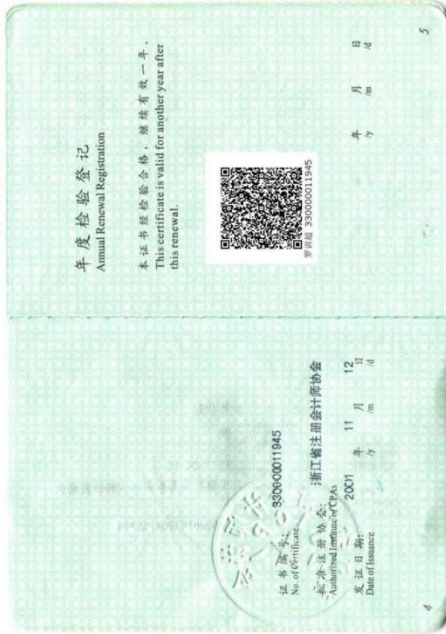 年度检验登记
Annual Renewal Registration
本证书经检验合格，继续有效一年。
This certificate is valid for another year after
this renewal.
罗训超 330000011945
年 月 日
/y /m /d
5
证书编号: 330000011945
No. of Certificate
批准注册协会: 浙江省注册会计师协会
Authorized Institute of CPAs
发证日期: 2001 年 11 月 12 日
Date of Issuance /y /m /d
4